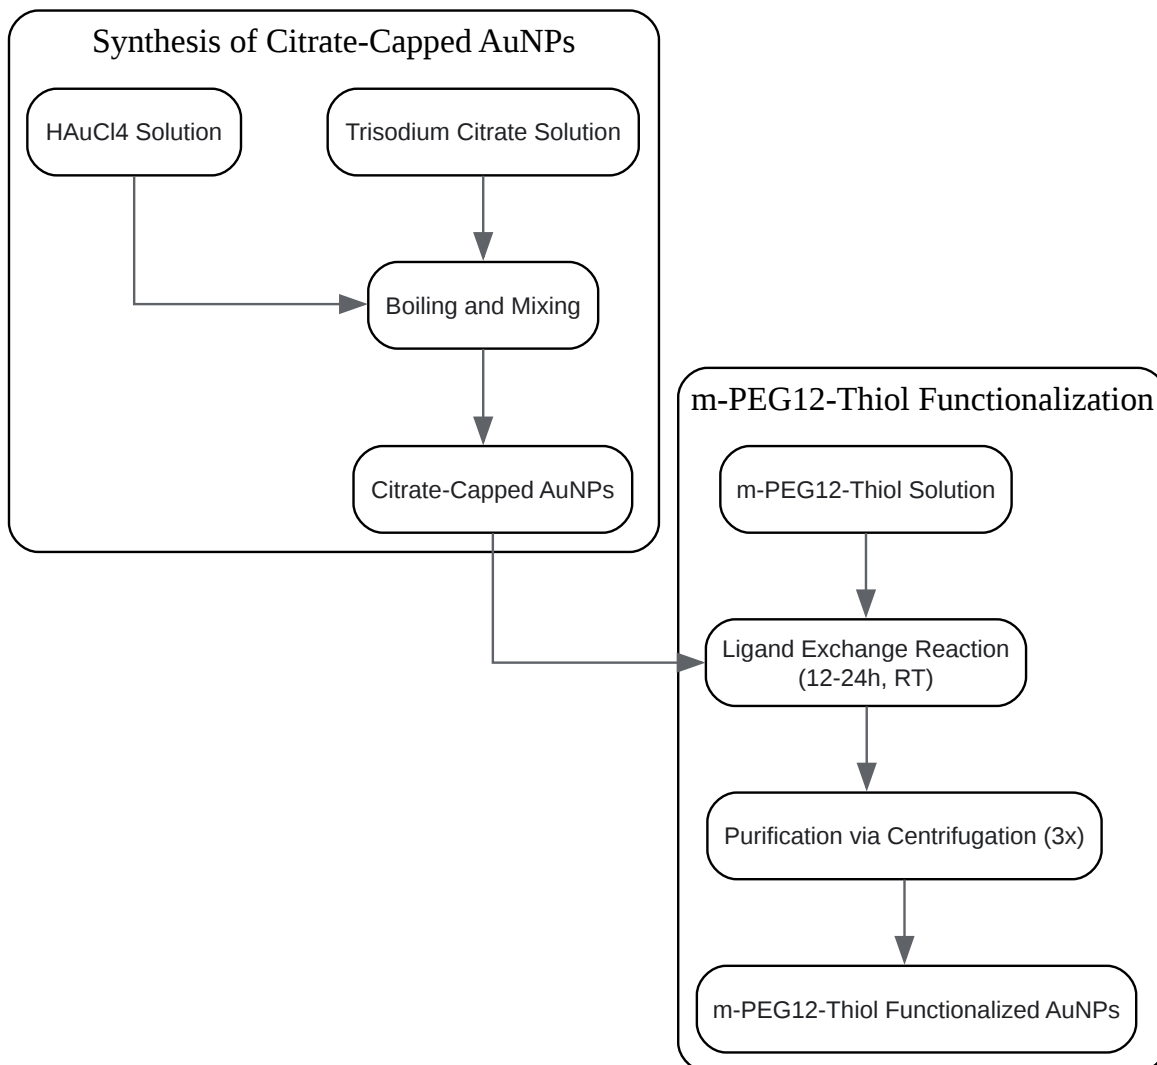 Synthesis of Citrate-Capped AuNPs
HAuCl4 Solution
Trisodium Citrate Solution
Boiling and Mixing
Citrate-Capped AuNPs
m-PEG12-Thiol Functionalization
m-PEG12-Thiol Solution
Ligand Exchange Reaction
(12-24h, RT)
Purification via Centrifugation (3x)
m-PEG12-Thiol Functionalized AuNPs